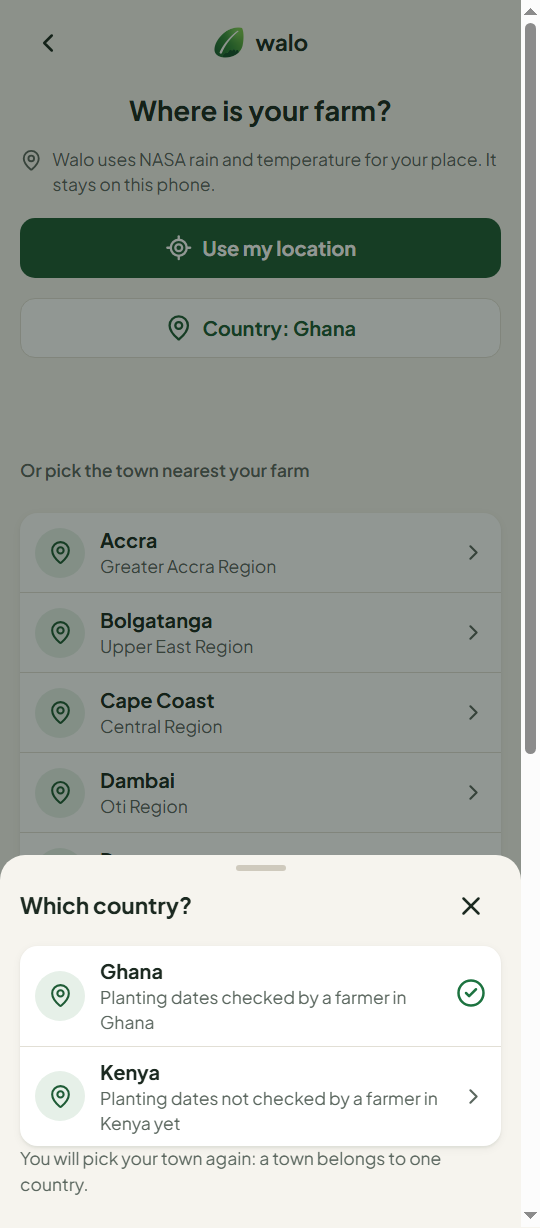 walo
Where is your farm?
Walo uses NASA rain and temperature for your place. It
stays on this phone.
Use my location
Country: Ghana
Or pick the town nearest your farm
Accra
Greater Accra Region
Bolgatanga
Upper East Region
Cape Coast
Central Region
Dambai
Oti Region
Which country?
Ghana
Planting dates checked by a farmer in
Ghana
Kenya
Planting dates not checked by a farmer in
Kenya yet
You will pick your town again: a town belongs to one
country.